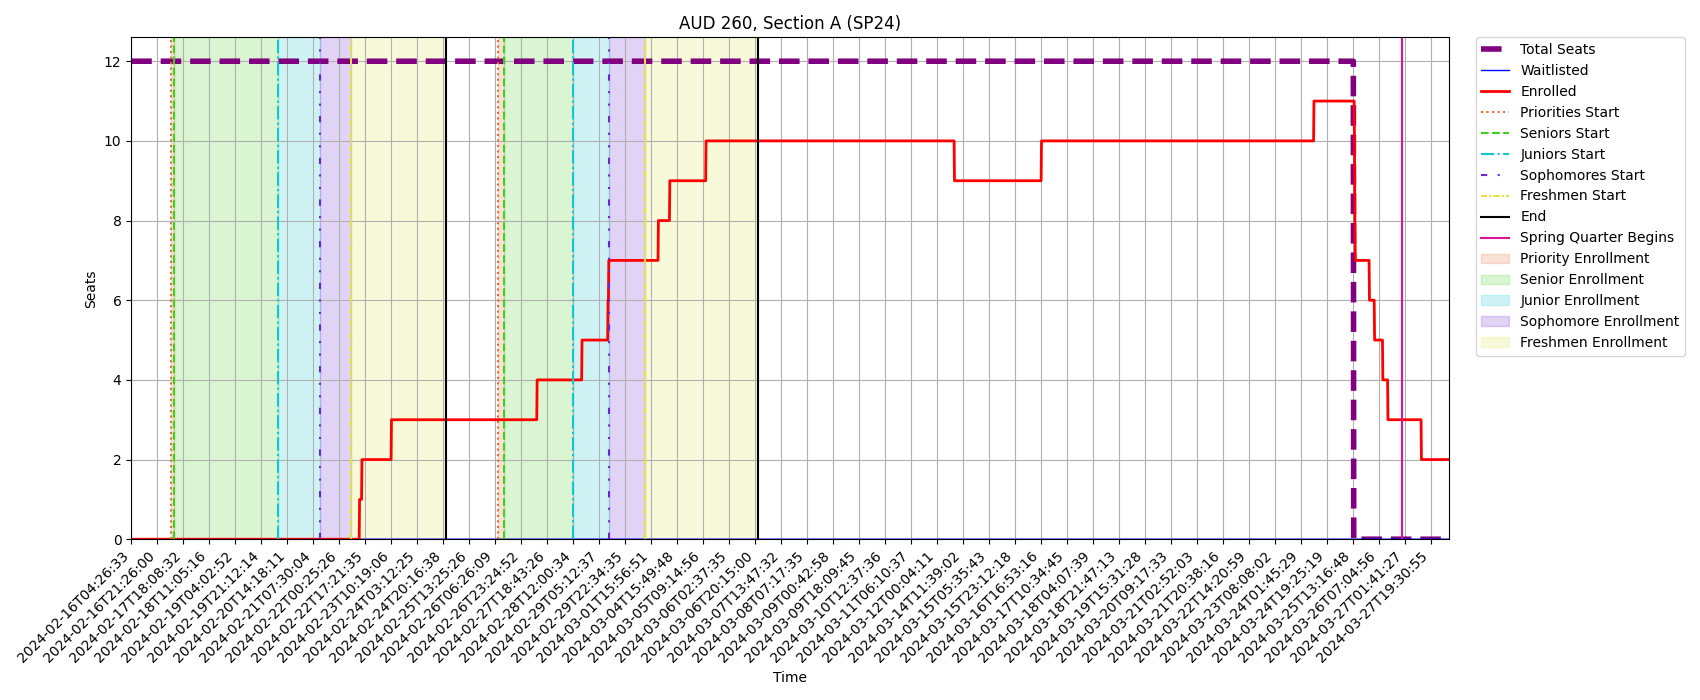 AUD 260, Section A (SP24)
Seats
12
10
8
6
4
2
0
2024-02-16T04:26:33
2024-02-16T21:26:00
2024-02-17T18:08:32
2024-02-18T11:05:16
2024-02-19T04:02:52
2024-02-19T21:12:14
2024-02-20T14:18:11
2024-02-21T07:30:04
2024-02-22T00:25:26
2024-02-22T17:21:35
2024-02-23T10:19:06
2024-02-24T03:12:25
2024-02-24T20:16:38
2024-02-25T13:25:26
2024-02-26T06:26:09
2024-02-26T23:24:52
2024-02-27T18:43:26
2024-02-28T12:00:34
2024-02-29T05:12:37
2024-02-29T22:34:35
2024-03-01T15:56:51
2024-03-04T15:49:48
2024-03-05T09:14:56
2024-03-06T02:37:35
2024-03-06T20:15:00
2024-03-07T13:47:32
2024-03-08T07:17:35
2024-03-09T00:42:58
2024-03-09T18:09:45
2024-03-10T12:37:36
2024-03-11T06:10:37
2024-03-12T00:04:11
2024-03-14T11:39:02
2024-03-15T05:35:43
2024-03-15T23:12:18
2024-03-16T16:53:16
2024-03-17T10:34:45
2024-03-18T04:07:39
2024-03-18T21:47:13
2024-03-19T15:31:28
2024-03-20T09:17:33
2024-03-21T02:52:03
2024-03-21T20:38:16
2024-03-22T14:20:59
2024-03-23T08:08:02
2024-03-24T01:45:29
2024-03-24T19:25:19
2024-03-25T13:16:48
2024-03-26T07:04:56
2024-03-27T01:41:27
2024-03-27T19:30:55
Time
Total Seats
Waitlisted
Enrolled
Priorities Start
Seniors Start
Juniors Start
Sophomores Start
Freshmen Start
End
Spring Quarter Begins
Priority Enrollment
Senior Enrollment
Junior Enrollment
Sophomore Enrollment
Freshmen Enrollment